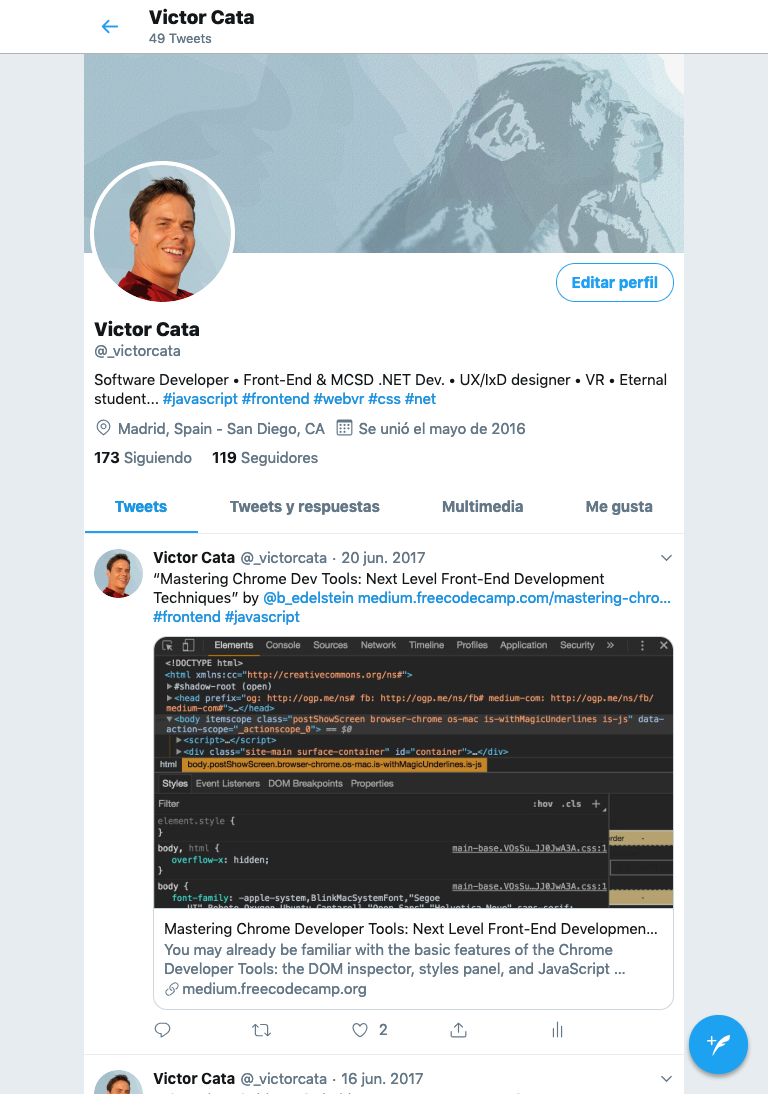 Victor Cata
49 Tweets
Editar perfil
Victor Cata
@_victorcata
Software Developer • Front-End & MCSD .NET Dev. • UX/IxD designer • VR • Eternal
student... #javascript #frontend #webvr #css #net
Madrid, Spain - San Diego, CA Se unió el mayo de 2016
173 Siguiendo 119 Seguidores
Tweets Tweets y respuestas Multimedia Me gusta
Victor Cata @_victorcata · 20 jun. 2017
“Mastering Chrome Dev Tools: Next Level Front-End Development
Techniques” by @b_edelstein medium.freecodecamp.com/mastering-chro...
#frontend #javascript
Elements Console Sources Network Timeline Profiles Application Security » ⋮ ×
<!DOCTYPE html>
<html xmlns:cc="http://creativecommons.org/ns#">
▶#shadow-root (open)
▶<head prefix="og: http://ogp.me/ns# fb: http://ogp.me/ns/fb# medium-com: http://ogp.me/ns/fb/
medium-com#">…</head>
▼<body itemscope class="postShowScreen browser-chrome os-mac is-withMagicUnderlines is-js" data-
action-scope="_actionscope_0"> == $0
▶<script>…</script>
▶<div class="site-main surface-container" id="container">…</div>
html body.postShowScreen.browser-chrome.os-mac.is-withMagicUnderlines.is-js
Styles Event Listeners DOM Breakpoints Properties
Filter :hov .cls +
element.style {
}
rder -
body, html { main-base.VOsSu…JJ0JwA3A.css:1
overflow-x: hidden;
}
body { main-base.VOsSu…JJ0JwA3A.css:1
font-family: -apple-system,BlinkMacSystemFont,"Segoe
UI",Roboto,Oxygen,Ubuntu,Cantarell,"Open Sans","Helvetica Neue",sans-serif;
Mastering Chrome Developer Tools: Next Level Front-End Developmen...
You may already be familiar with the basic features of the Chrome
Developer Tools: the DOM inspector, styles panel, and JavaScript ...
medium.freecodecamp.org
2
Victor Cata @_victorcata · 16 jun. 2017